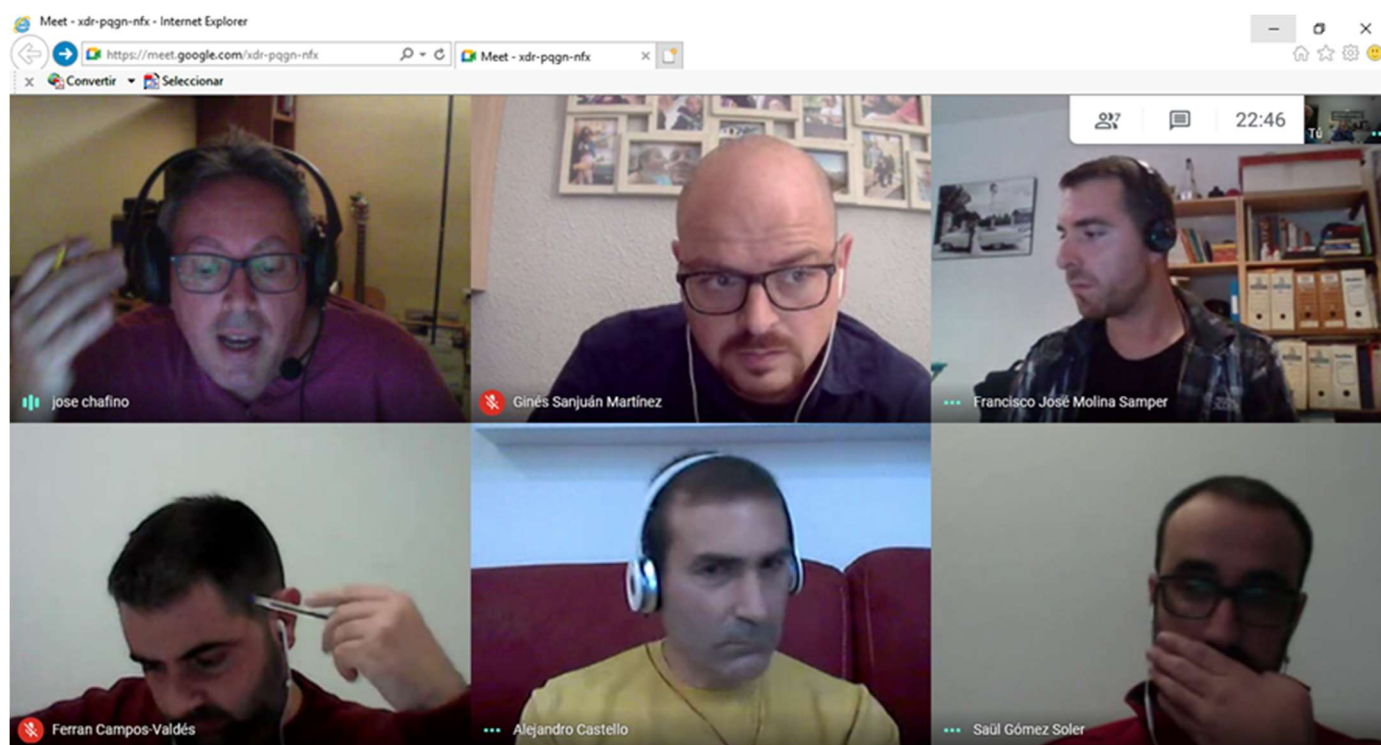 Meet - xdr-pqgn-nfx - Internet Explorer
https://meet.google.com/xdr-pqgn-nfx
Meet - xdr-pqgn-nfx
x Convertir Seleccionar
7 22:46
Tú
jose chafino
Ginés Sanjuán Martínez
Francisco José Molina Samper
Ferran Campos-Valdés
Alejandro Castello
Saül Gómez Soler